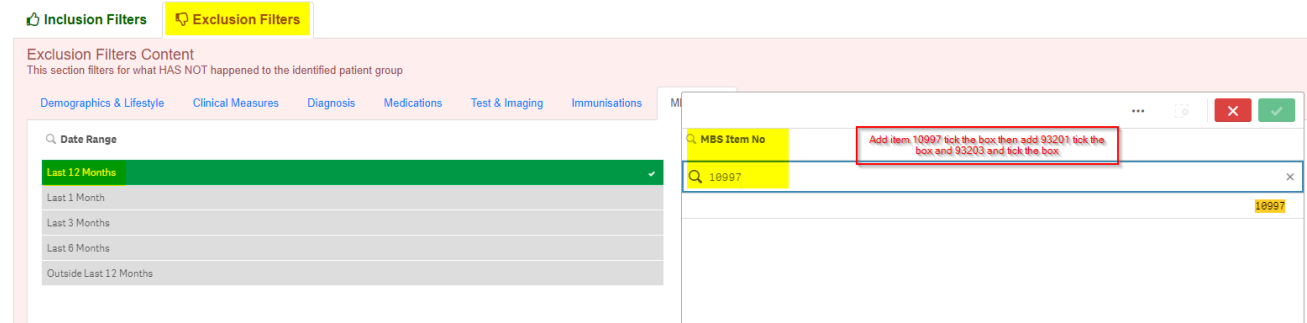 Inclusion Filters
Exclusion Filters
Exclusion Filters Content
This section filters for what HAS NOT happened to the identified patient group
Demographics & Lifestyle
Clinical Measures
Diagnosis
Medications
Test & Imaging
Immunisations
Date Range
Last 12 Months
Last 1 Month
Last 3 Months
Last 6 Months
Outside Last 12 Months
MBS Item No
Add item 10997 tick the box then add 93201 tick the
box and 93203 and tick the box
10997
10997